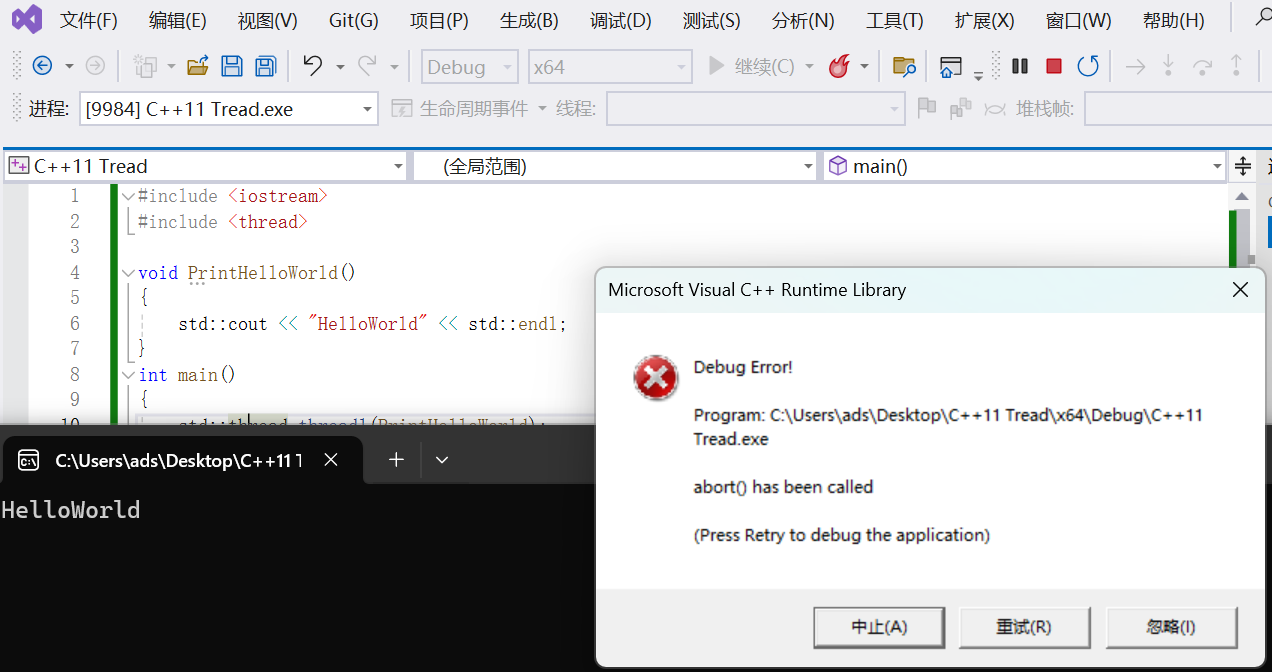 文件(F) 编辑(E) 视图(V) Git(G) 项目(P) 生成(B) 调试(D) 测试(S) 分析(N) 工具(T) 扩展(X) 窗口(W) 帮助(H)
Debug x64 继续(C)
进程: [9984] C++11 Tread.exe 生命周期事件 线程: 堆栈帧:
C++11 Tread (全局范围) main()
1 #include <iostream>
2 #include <thread>
3
4 void PrintHelloWorld()
5 {
6 std::cout << "HelloWorld" << std::endl;
7 }
8 int main()
9 {
10 std::thread thread1(PrintHelloWorld);
Microsoft Visual C++ Runtime Library
Debug Error!
Program: C:\Users\ads\Desktop\C++11 Tread\x64\Debug\C++11
Tread.exe
abort() has been called
(Press Retry to debug the application)
中止(A) 重试(R) 忽略(I)
C:\Users\ads\Desktop\C++11
HelloWorld